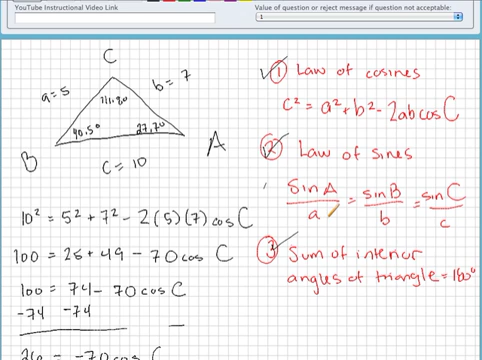 YouTube Instructional Video Link
Value of question or reject message if question not acceptable:
1
C
a = 5
b = 7
111.8°
40.5°
27.7°
B
A
c = 10
10² = 5² + 7² - 2(5)(7) cos C
100 = 25 + 49 - 70 cos C
100 = 74 - 70 cos C
-74 -74
26 = -70 cos C
① Law of cosines
c² = a² + b² - 2ab cos C
② Law of sines
sin A / a = sin B / b = sin C / c
③ Sum of interior
angles of triangle = 180°